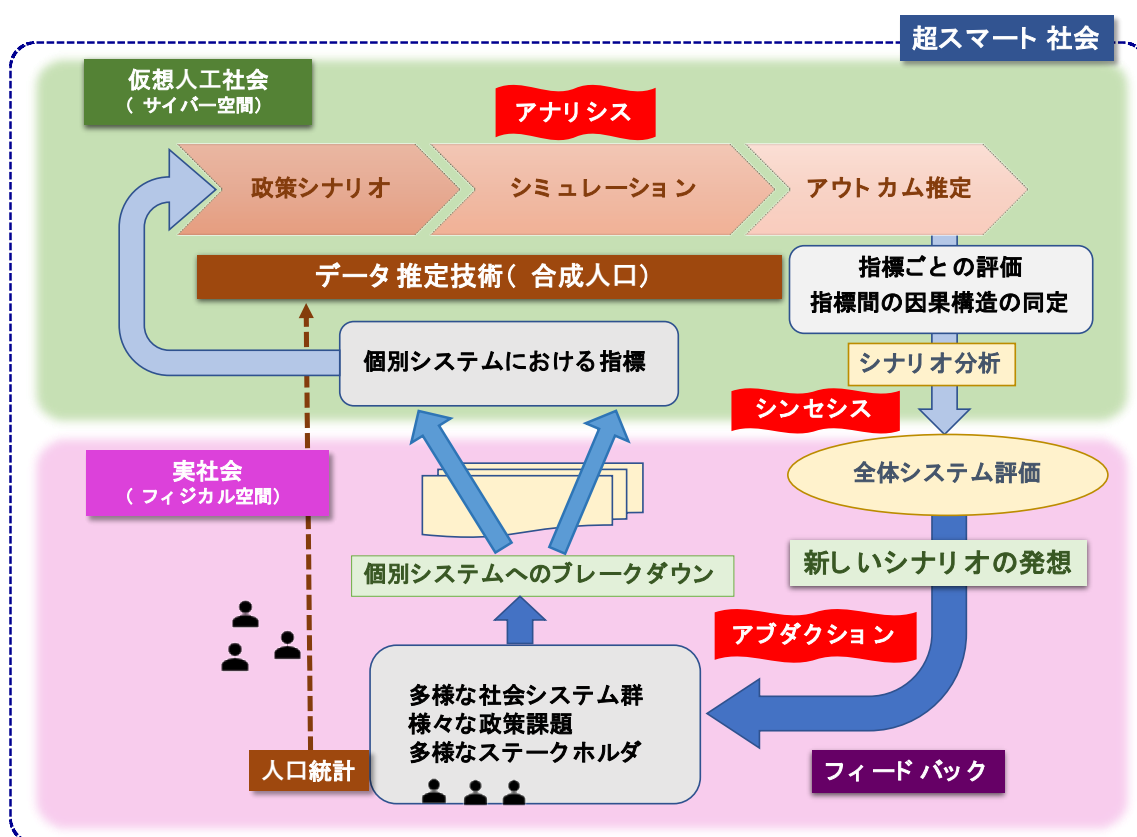 超スマート 社会
仮想人工社会
（ サイバー空間）
アナリシス
政策シナリオ
シミュレーション
アウトカム推定
データ推定技術（ 合成人口）
指標ごとの評価
指標間の因果構造の同定
個別システムにおける指標
シナリオ分析
シンセシス
実社会
（ フィジカル空間）
全体システム評価
新しいシナリオの発想
個別システムへのブレークダウン
アブダクション
多様な社会システム群
様々な政策課題
多様なステークホルダ
人口統計
フィードバック